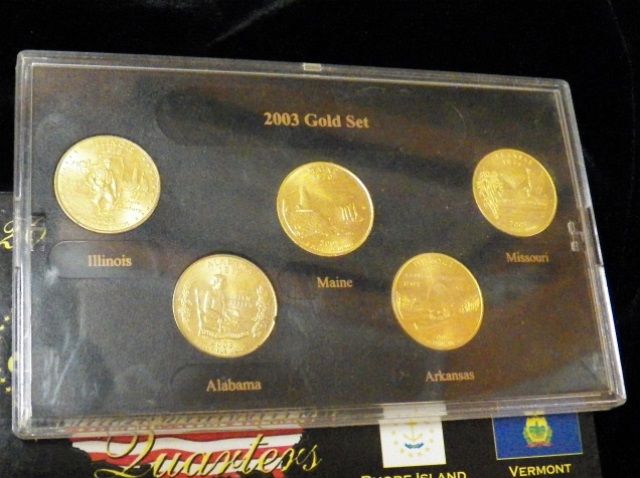 2003 Gold Set
Illinois
Maine
Missouri
Alabama
Arkansas
Quarters
RHODE ISLAND
VERMONT